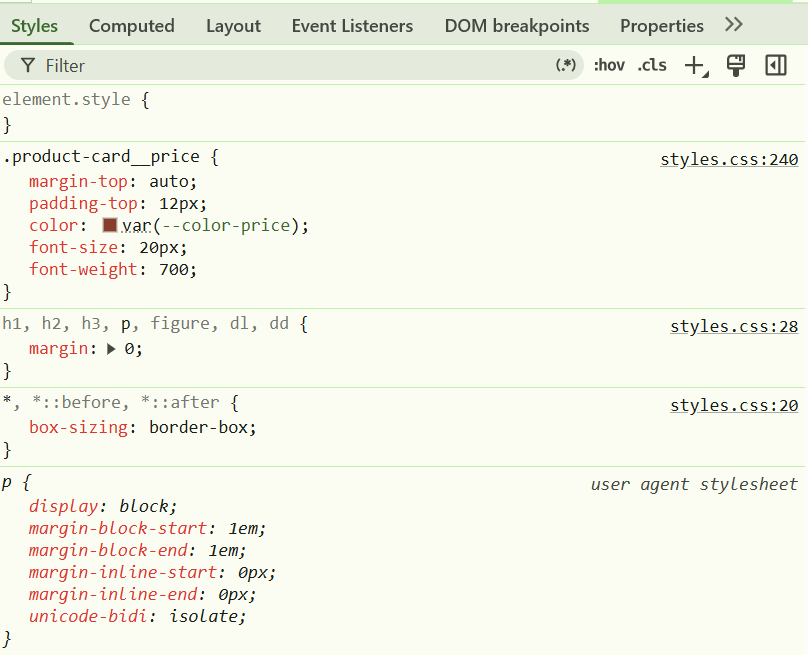 Styles Computed Layout Event Listeners DOM breakpoints Properties
Filter (.*) :hov .cls
element.style {
}
.product-card__price { styles.css:240
margin-top: auto;
padding-top: 12px;
color: var(--color-price);
font-size: 20px;
font-weight: 700;
}
h1, h2, h3, p, figure, dl, dd { styles.css:28
margin: 0;
}
*, *::before, *::after { styles.css:20
box-sizing: border-box;
}
p { user agent stylesheet
display: block;
margin-block-start: 1em;
margin-block-end: 1em;
margin-inline-start: 0px;
margin-inline-end: 0px;
unicode-bidi: isolate;
}